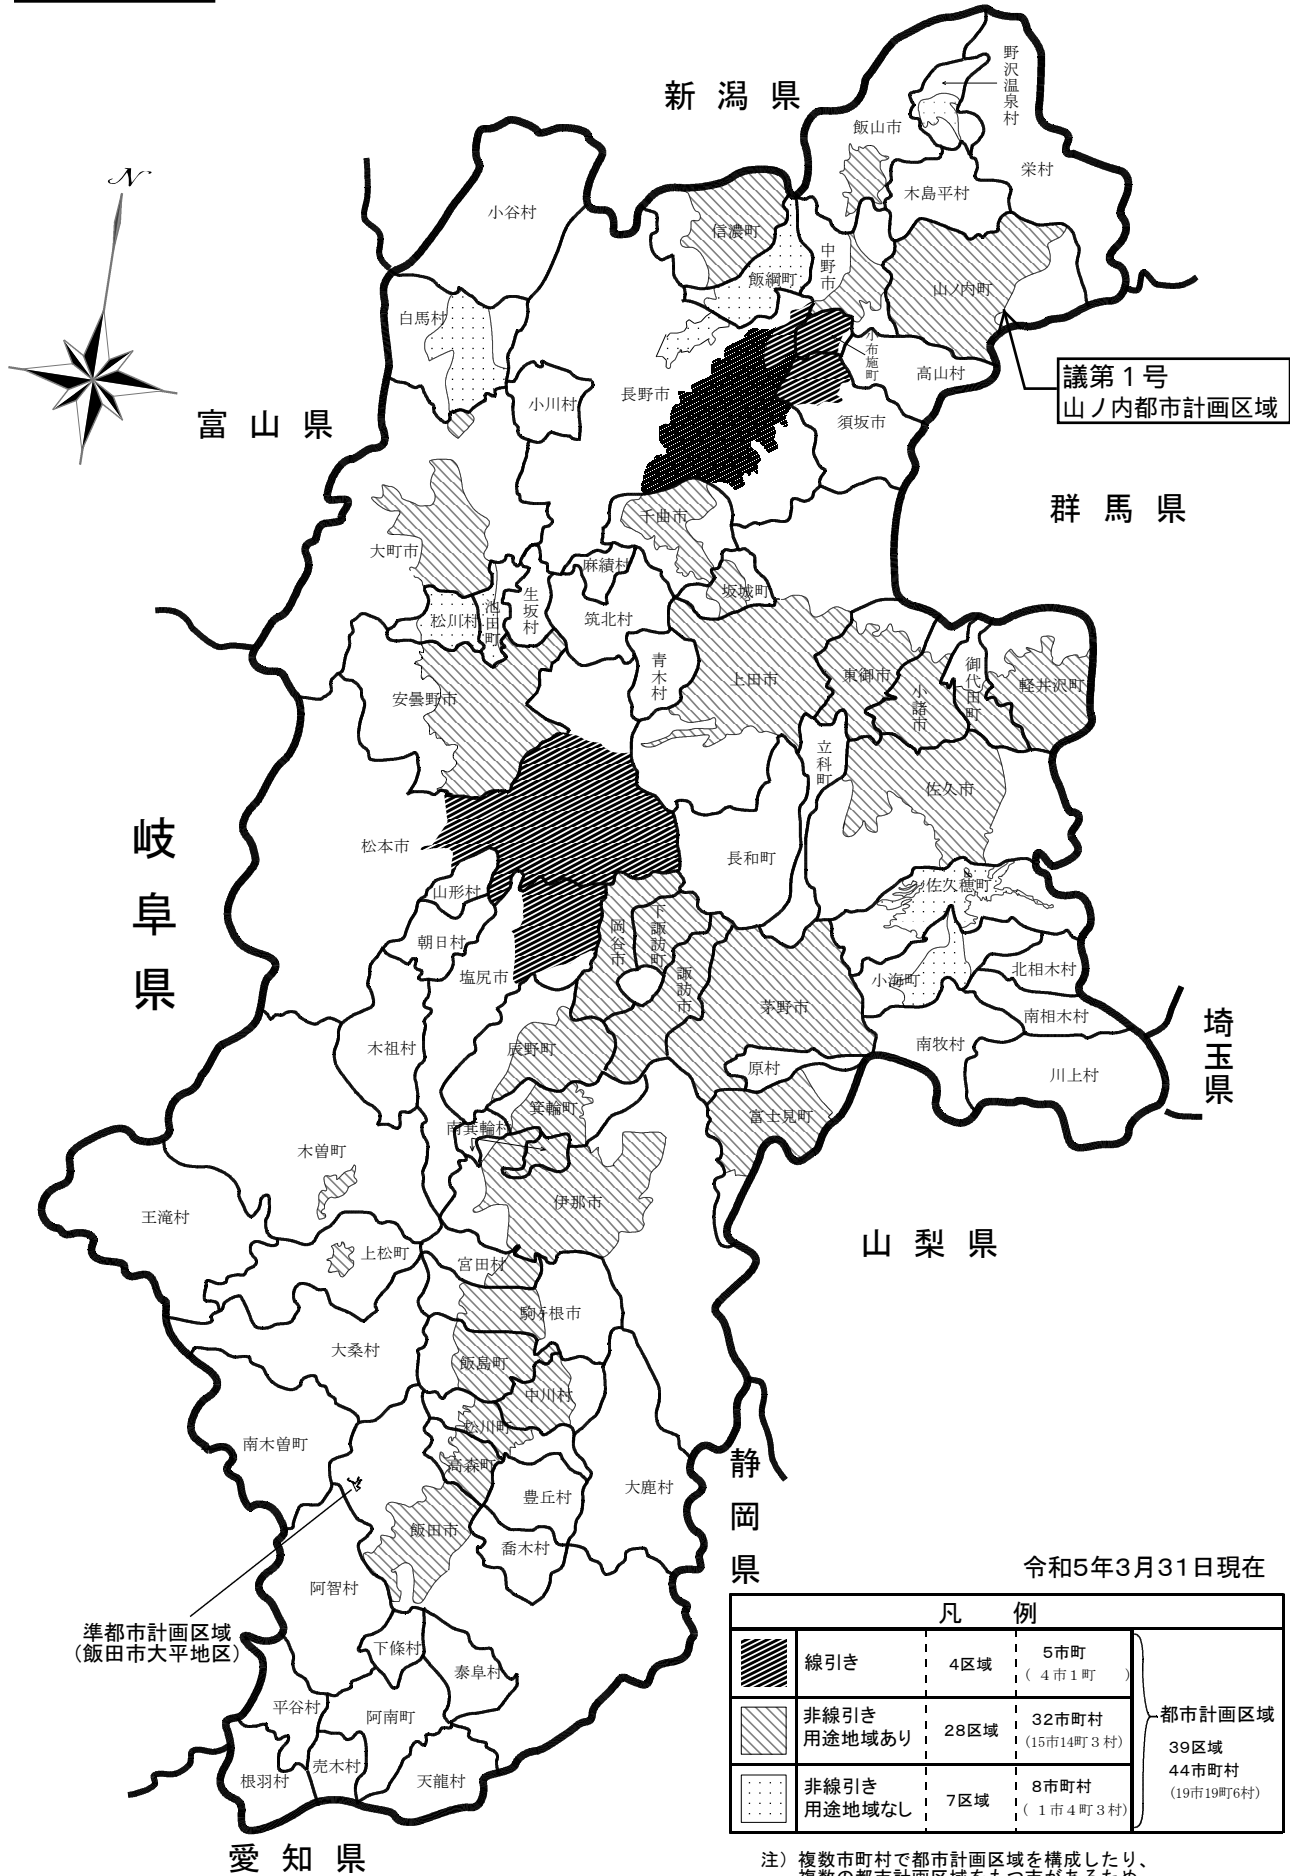 新潟県
野沢温泉村
飯山市
栄村
木島平村
小谷村
信濃町
中野市
飯綱町
山ノ内町
白馬村
小布施町
高山村
議第1号
山ノ内都市計画区域
長野市
小川村
須坂市
富山県
群馬県
千曲市
大町市
麻績村
坂城町
生坂村
池田町
松川村
筑北村
青木村
上田市
東御市
小諸市
御代田町
軽井沢町
安曇野市
立科町
佐久市
岐阜県
松本市
長和町
山形村
佐久穂町
朝日村
岡谷市
下諏訪町
諏訪市
塩尻市
小海町
北相木村
茅野市
南相木村
埼玉県
木祖村
辰野町
南牧村
原村
川上村
箕輪町
富士見町
南箕輪村
木曽町
伊那市
王滝村
上松町
宮田村
山梨県
駒ヶ根市
大桑村
飯島町
中川村
松川町
南木曽町
高森町
静岡県
豊丘村
大鹿村
飯田市
喬木村
阿智村
準都市計画区域
(飯田市大平地区)
下條村
泰阜村
平谷村
阿南町
売木村
根羽村
天龍村
愛知県
N
令和5年3月31日現在
凡 例
線引き 4区域 5市町
( 4市1町 )
非線引き
用途地域あり 28区域 32市町村
(15市14町3村)
非線引き
用途地域なし 7区域 8市町村
( 1市4町3村)
都市計画区域
39区域
44市町村
(19市19町6村)
注) 複数市町村で都市計画区域を構成したり、
複数の都市計画区域をもつ市があるため、